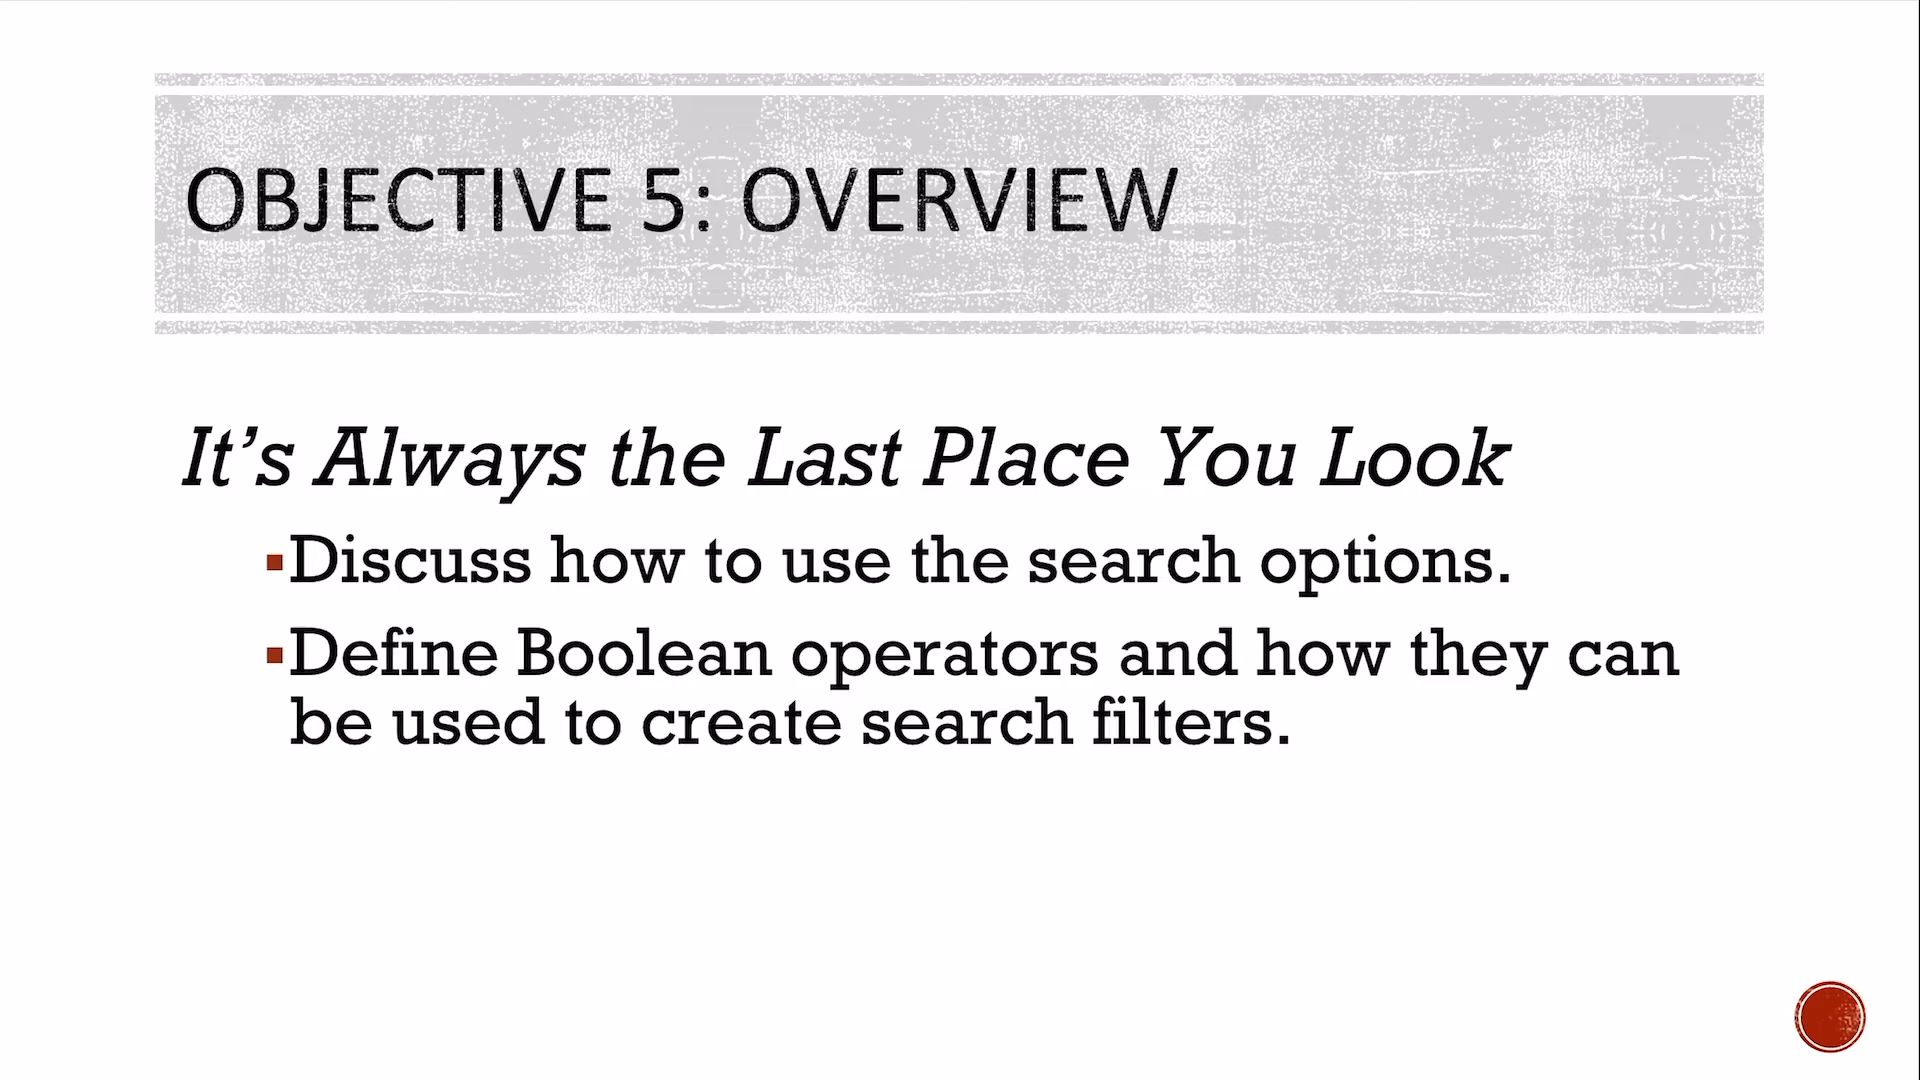 OBJECTIVE 5: OVERVIEW
It’s Always the Last Place You Look
▪Discuss how to use the search options.
▪Define Boolean operators and how they can
be used to create search filters.